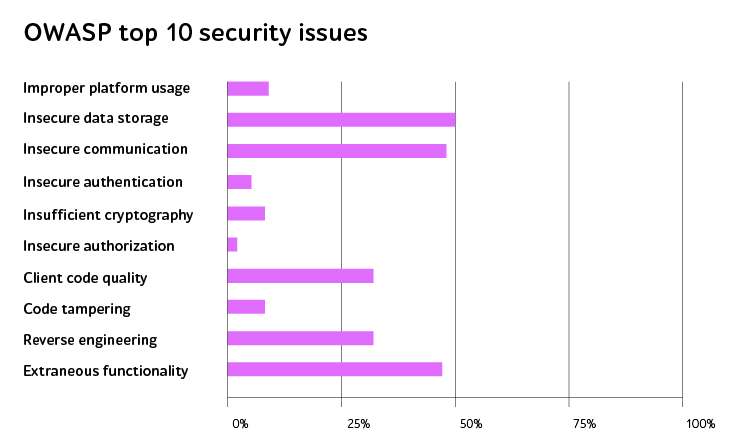 OWASP top 10 security issues
Improper platform usage
Insecure data storage
Insecure communication
Insecure authentication
Insufficient cryptography
Insecure authorization
Client code quality
Code tampering
Reverse engineering
Extraneous functionality
0% 25% 50% 75% 100%